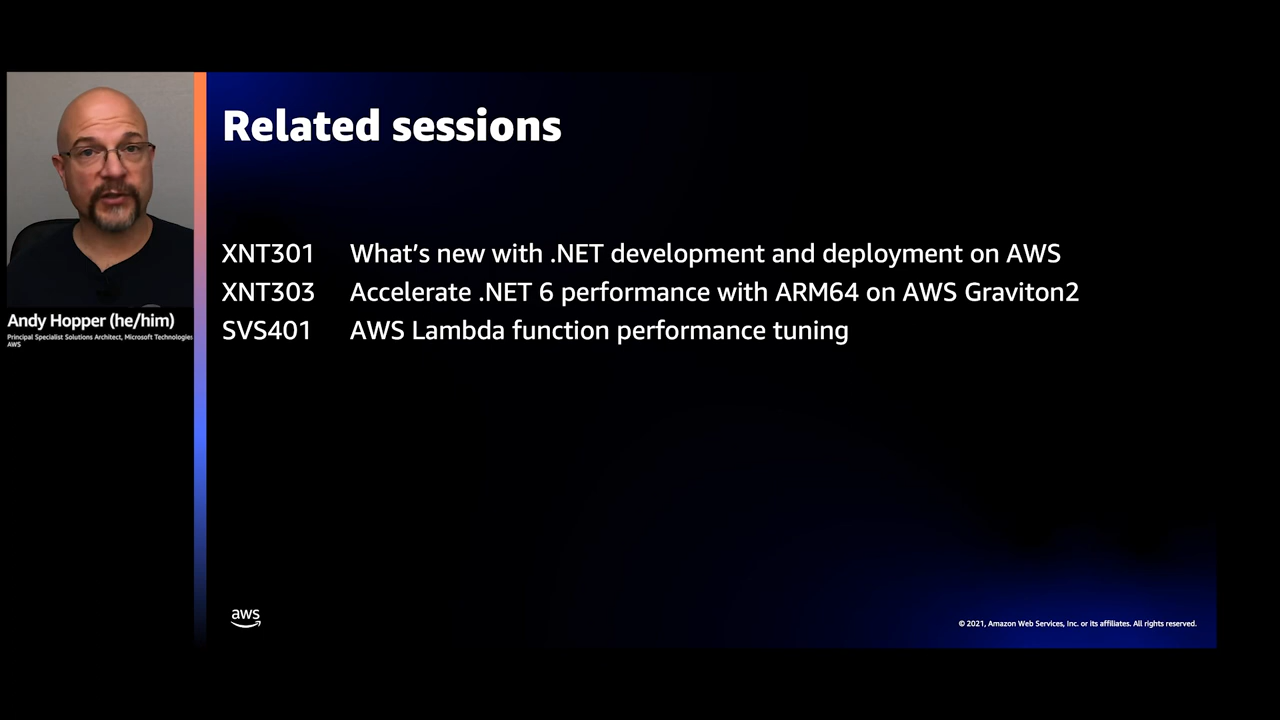 Related sessions
XNT301 What's new with .NET development and deployment on AWS
XNT303 Accelerate .NET 6 performance with ARM64 on AWS Graviton2
SVS401 AWS Lambda function performance tuning
Andy Hopper (he/him)
Principal Specialist Solutions Architect, Microsoft Technologies
AWS
aws
© 2021, Amazon Web Services, Inc. or its affiliates. All rights reserved.